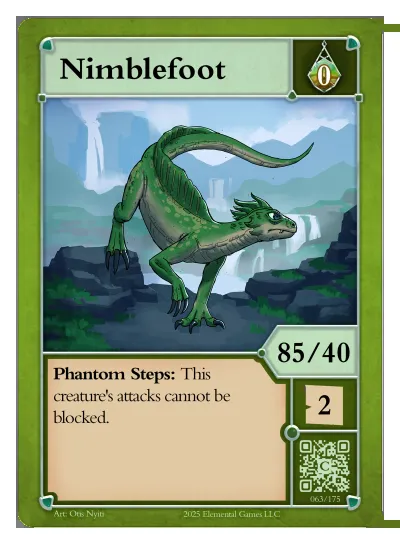 Nimblefoot
0
85/40
Phantom Steps: This
creature's attacks cannot be
blocked.
2
C
063/175
Art: Otis Nyiti
2025 Elemental Games LLC